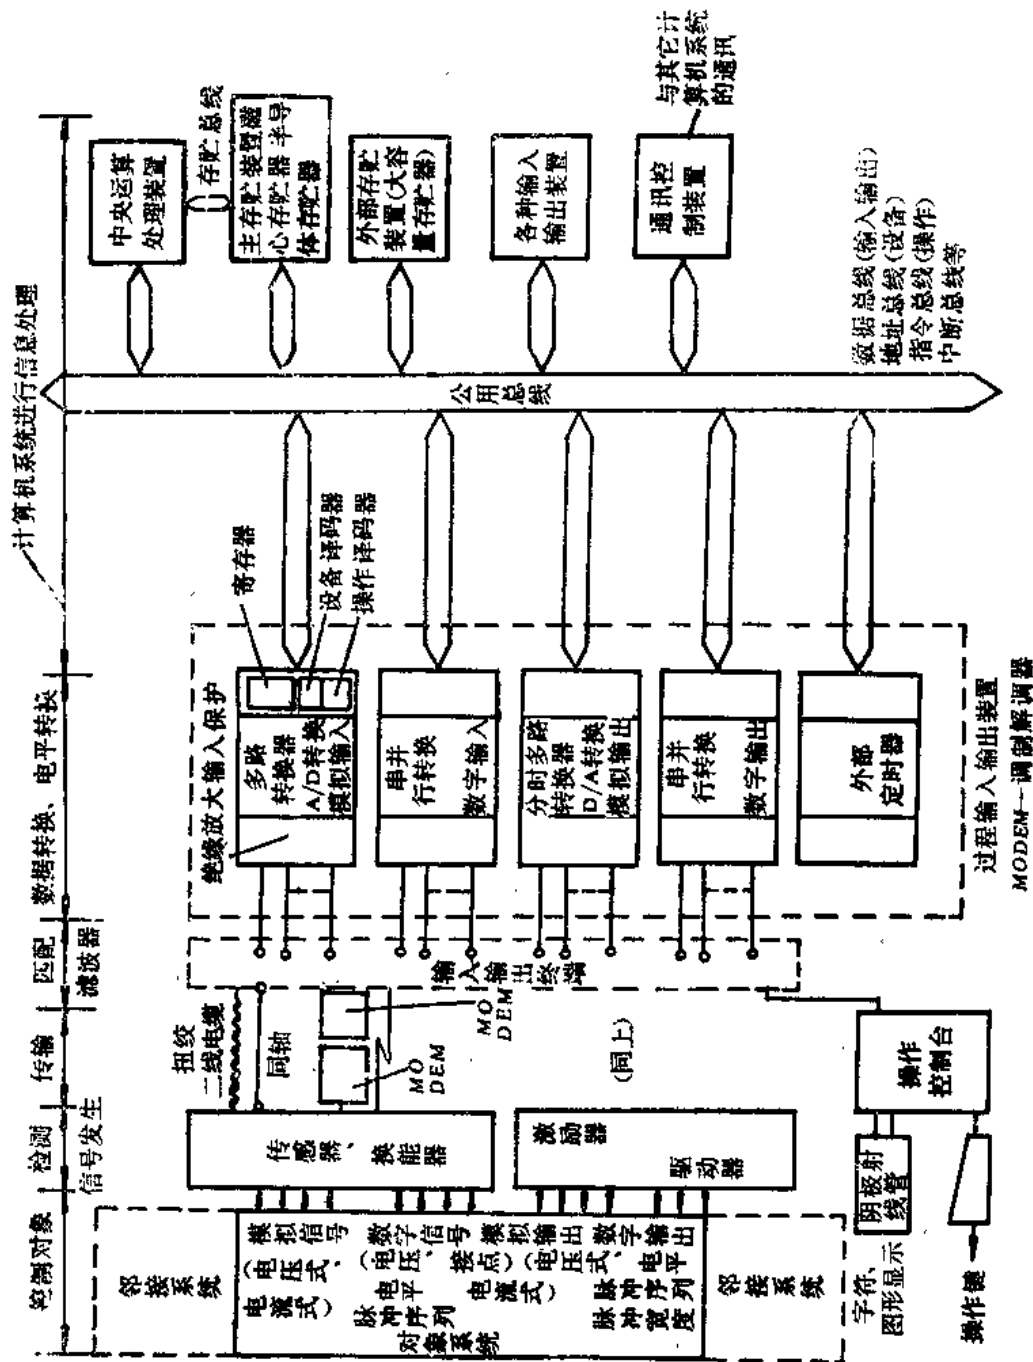 控制对象
检测
信号发生
传输
匹配
滤波器
数据转换、电平转换
计算机系统进行信息处理
中央运算
处理装置
存贮总线
主存贮装置磁
心存贮器 半导
体存贮器
外部存贮
装置(大容
量存贮器)
各种输入
输出装置
通讯控
制装置
与其它计
算机系统
的通讯
公用总线
数据总线(输入输出)
地址总线(设备)
指令总线(操作)
中断总线等
寄存器
设备译码器
操作译码器
绝缘放大输入保护
多路
转换器
A/D转换
模拟输入
串并
行转换
数字输入
分时多路
转换器
D/A转换
模拟输出
串并
行转换
数字输出
外部
定时器
过程输入输出装置
MODEM—调制解调器
输入输出终端
扭绞
二线电缆
同轴
MO
DEM
MO
DEM
(同上)
传感器、换能器
激励器
驱动器
操作
控制台
阴极射
线管
字符、
图形显示
操作键
邻接系统
模拟信号
(电压式、
电流式)
数字信号
(电压、接点)
电平
脉冲序列
模拟输出
(电压式、
电流式)
数字输出
电平
脉冲序列
脉冲宽度
对象系统
邻接系统